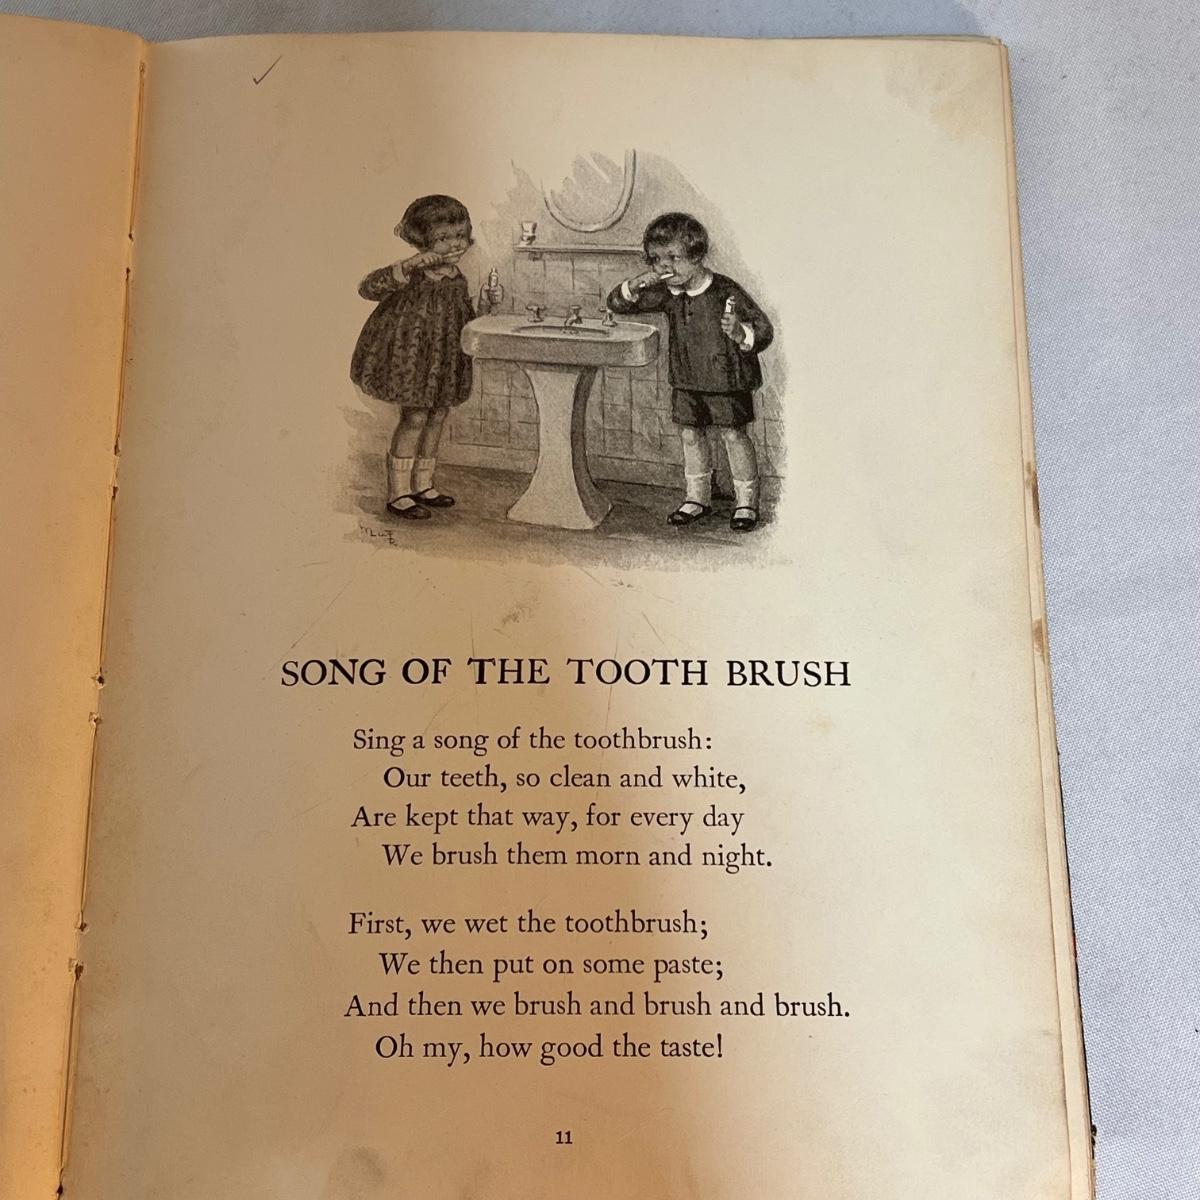 SONG OF THE TOOTH BRUSH
Sing a song of the toothbrush:
Our teeth, so clean and white,
Are kept that way, for every day
We brush them morn and night.
First, we wet the toothbrush;
We then put on some paste;
And then we brush and brush and brush.
Oh my, how good the taste!
11